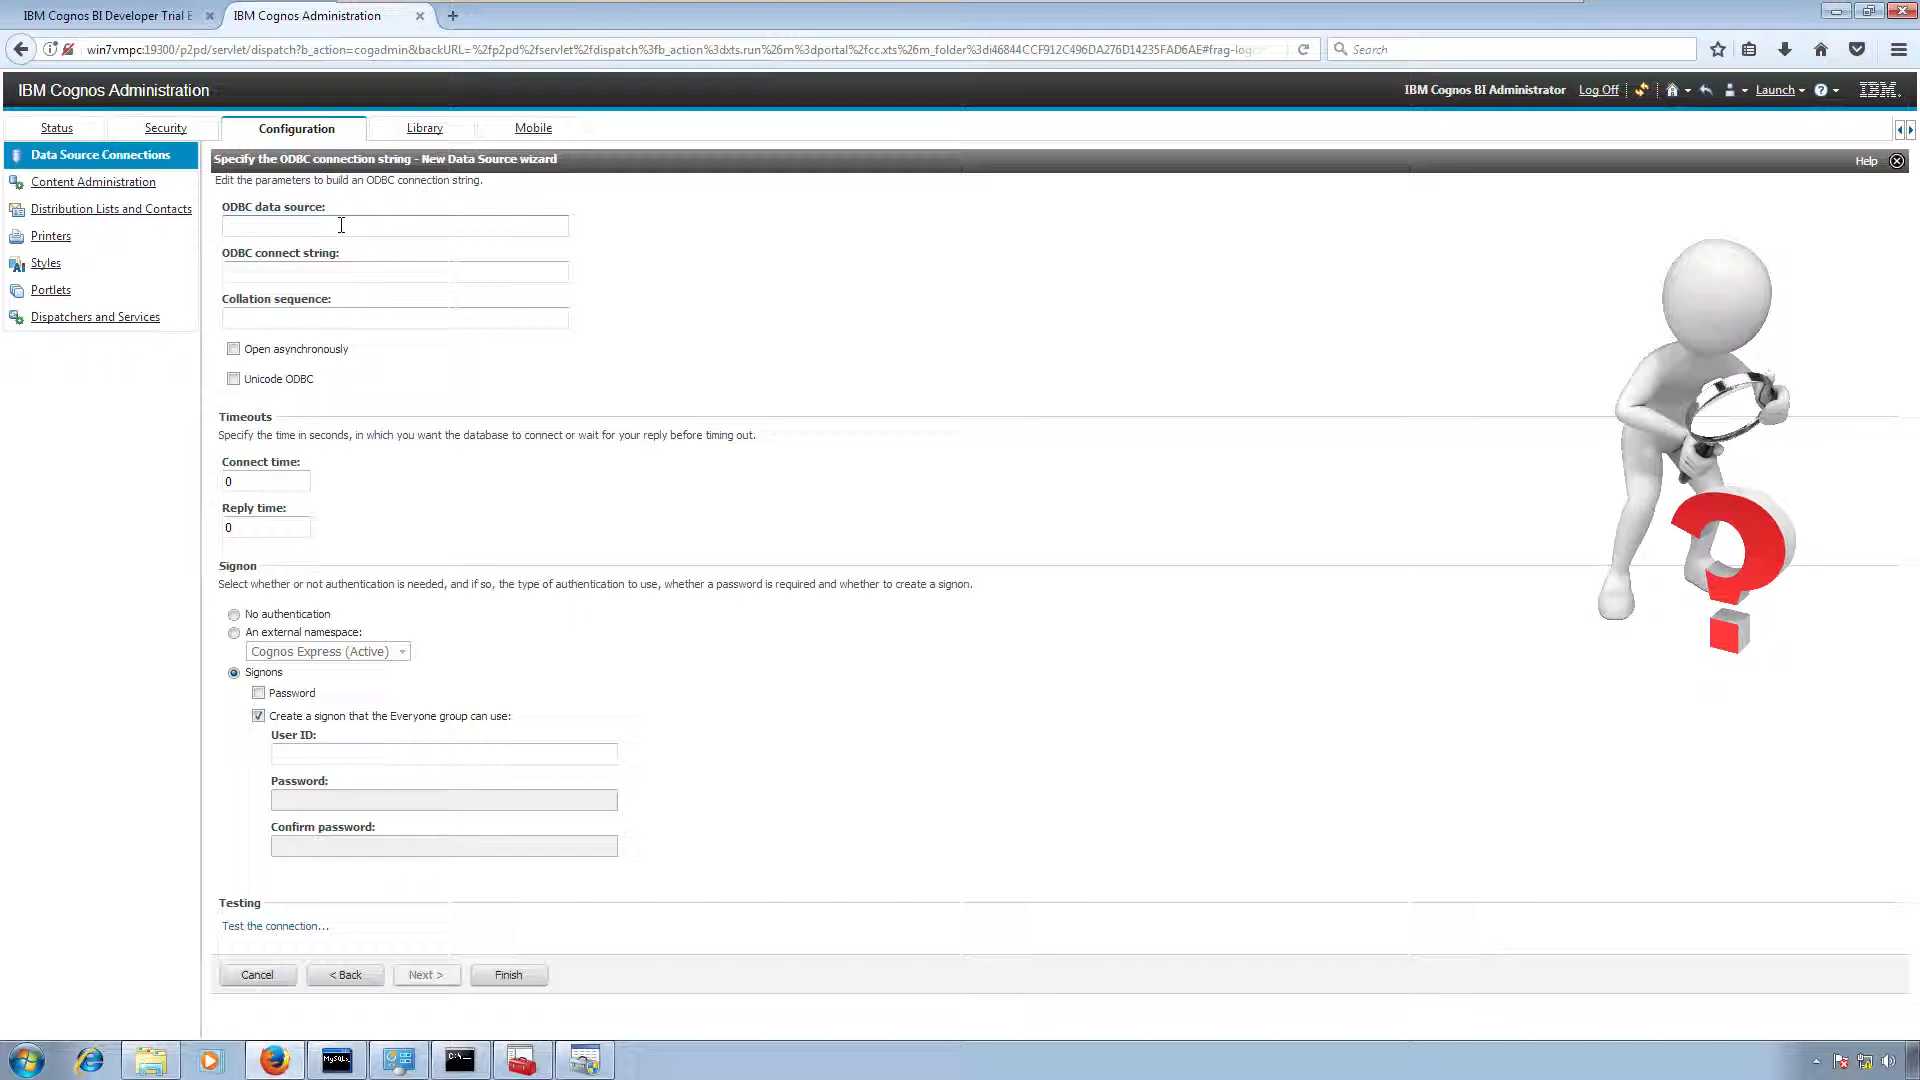 IBM Cognos BI Developer Trial E
IBM Cognos Administration
win7vmpc:19300/p2pd/servlet/dispatch?b_action=cogadmin&backURL=%2fp2pd%2fservlet%2fdispatch%3fb_action%3dxts.run%26m%3dportal%2fcc.xts%26m_folder%3di46844CCF912C496DA276D14235FAD6AE#frag-logs
Search
IBM Cognos Administration
IBM Cognos BI Administrator
Log Off
Launch
IBM.
Status
Security
Configuration
Library
Mobile
Data Source Connections
Content Administration
Distribution Lists and Contacts
Printers
Styles
Portlets
Dispatchers and Services
Specify the ODBC connection string - New Data Source wizard
Help
Edit the parameters to build an ODBC connection string.
ODBC data source:
ODBC connect string:
Collation sequence:
Open asynchronously
Unicode ODBC
Timeouts
Specify the time in seconds, in which you want the database to connect or wait for your reply before timing out.
Connect time:
0
Reply time:
0
Signon
Select whether or not authentication is needed, and if so, the type of authentication to use, whether a password is required and whether to create a signon.
No authentication
An external namespace:
Cognos Express (Active)
Signons
Password
Create a signon that the Everyone group can use:
User ID:
Password:
Confirm password:
Testing
Test the connection...
Cancel
< Back
Next >
Finish
MySQL
C:\